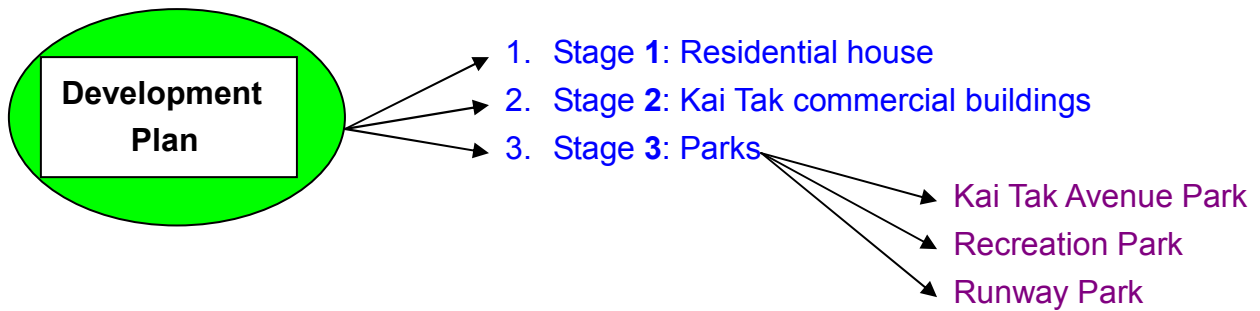 Development
Plan
1. Stage 1: Residential house
2. Stage 2: Kai Tak commercial buildings
3. Stage 3: Parks
Kai Tak Avenue Park
Recreation Park
Runway Park